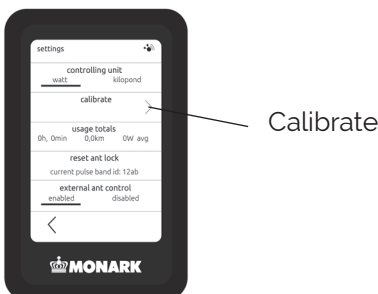 settings
controlling unit
watt kilopond
calibrate
Calibrate
usage totals
0h, 0min 0,0km 0W avg
reset ant lock
current pulse band id: 12ab
external ant control
enabled disabled
MONARK